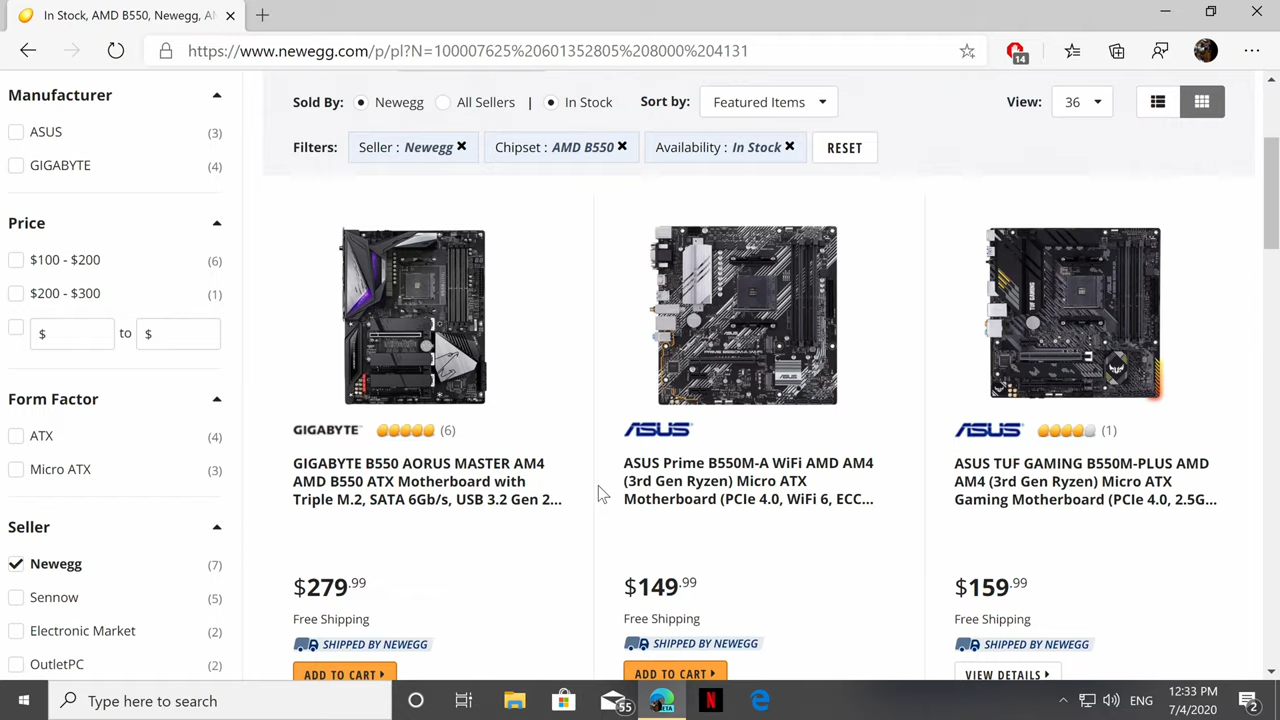 In Stock, AMD B550, Newegg, AM
https://www.newegg.com/p/pl?N=100007625%20601352805%208000%204131
14
Manufacturer
ASUS (3)
GIGABYTE (4)
Price
$100 - $200 (6)
$200 - $300 (1)
$ to $
Form Factor
ATX (4)
Micro ATX (3)
Seller
Newegg (7)
Sennow (5)
Electronic Market (2)
OutletPC (2)
Sold By: Newegg All Sellers | In Stock Sort by: Featured Items View: 36
Filters: Seller : Newegg Chipset : AMD B550 Availability : In Stock RESET
GIGABYTE (6)
GIGABYTE B550 AORUS MASTER AM4
AMD B550 ATX Motherboard with
Triple M.2, SATA 6Gb/s, USB 3.2 Gen 2...
$279.99
Free Shipping
SHIPPED BY NEWEGG
ADD TO CART
PRIME B550M-A WIFI
ASUS
ASUS
ASUS Prime B550M-A WiFi AMD AM4
(3rd Gen Ryzen) Micro ATX
Motherboard (PCIe 4.0, WiFi 6, ECC...
$149.99
Free Shipping
SHIPPED BY NEWEGG
ADD TO CART
TUF GAMING
ASUS (1)
ASUS TUF GAMING B550M-PLUS AMD
AM4 (3rd Gen Ryzen) Micro ATX
Gaming Motherboard (PCIe 4.0, 2.5G...
$159.99
Free Shipping
SHIPPED BY NEWEGG
VIEW DETAILS
Type here to search
55
BETA
N
ENG
12:33 PM
7/4/2020
2